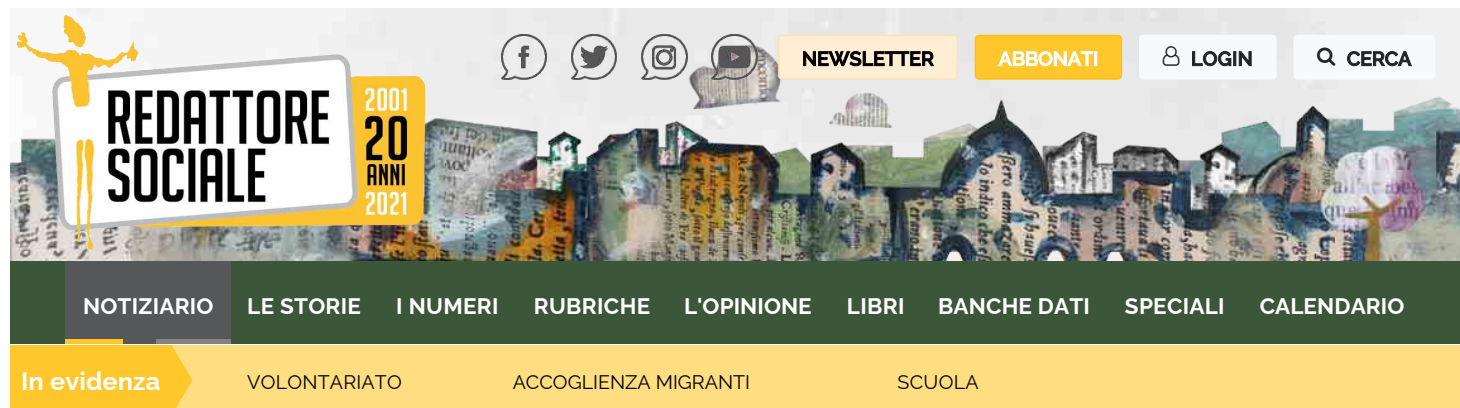 REDATTORE
SOCIALE
2001
20
ANNI
2021
NEWSLETTER
ABBONATI
LOGIN
CERCA
NOTIZIARIO
LE STORIE
I NUMERI
RUBRICHE
L'OPINIONE
LIBRI
BANCHE DATI
SPECIALI
CALENDARIO
In evidenza
VOLONTARIATO
ACCOGLIENZA MIGRANTI
SCUOLA